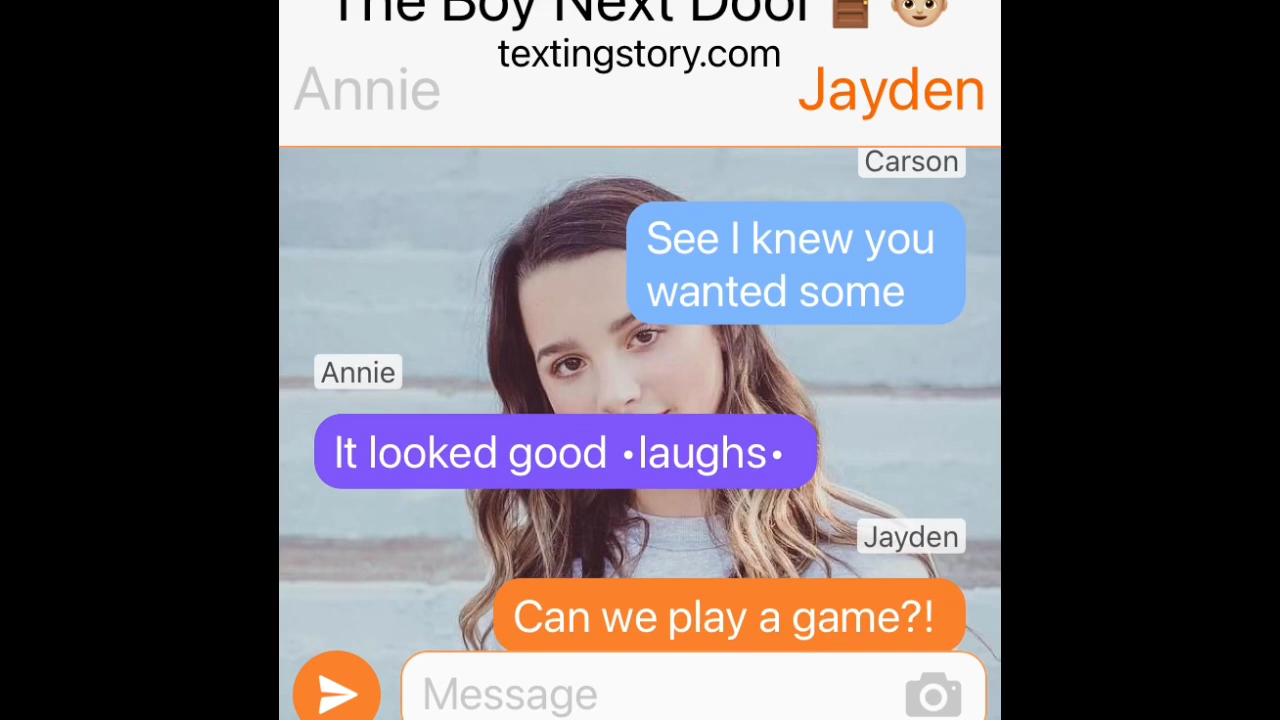 The Boy Next Door 🚪👦🏼
textingstory.com
Annie
Jayden
Carson
See I knew you
wanted some
Annie
It looked good •laughs•
Jayden
Can we play a game?!
Message